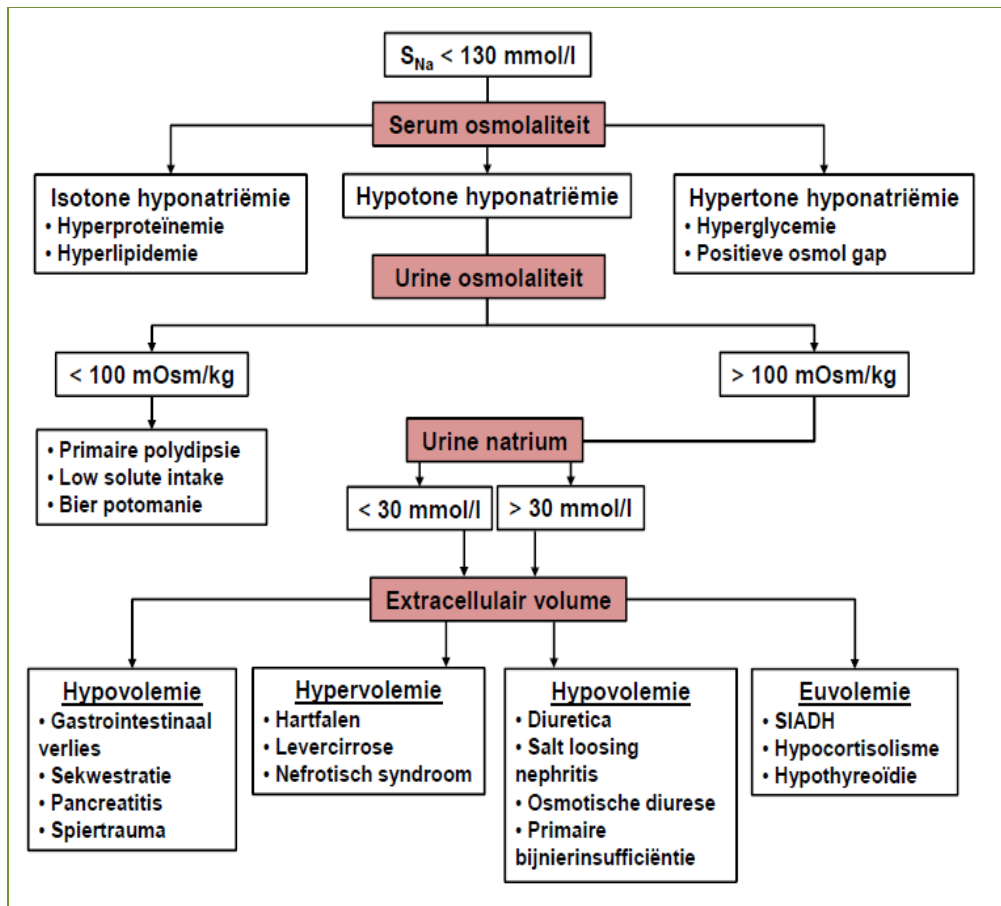 S_Na < 130 mmol/l
Serum osmolaliteit
Isotone hyponatriëmie
• Hyperproteïnemie
• Hyperlipidemie
Hypotone hyponatriëmie
Hypertone hyponatriëmie
• Hyperglycemie
• Positieve osmol gap
Urine osmolaliteit
< 100 mOsm/kg
> 100 mOsm/kg
• Primaire polydipsie
• Low solute intake
• Bier potomanie
Urine natrium
< 30 mmol/l
> 30 mmol/l
Extracellulair volume
Hypovolemie
• Gastrointestinaal
verlies
• Sekwestratie
• Pancreatitis
• Spiertrauma
Hypervolemie
• Hartfalen
• Levercirrose
• Nefrotisch syndroom
Hypovolemie
• Diuretica
• Salt loosing
nephritis
• Osmotische diurese
• Primaire
bijnierinsufficiëntie
Euvolemie
• SIADH
• Hypocortisolisme
• Hypothyreoïdie